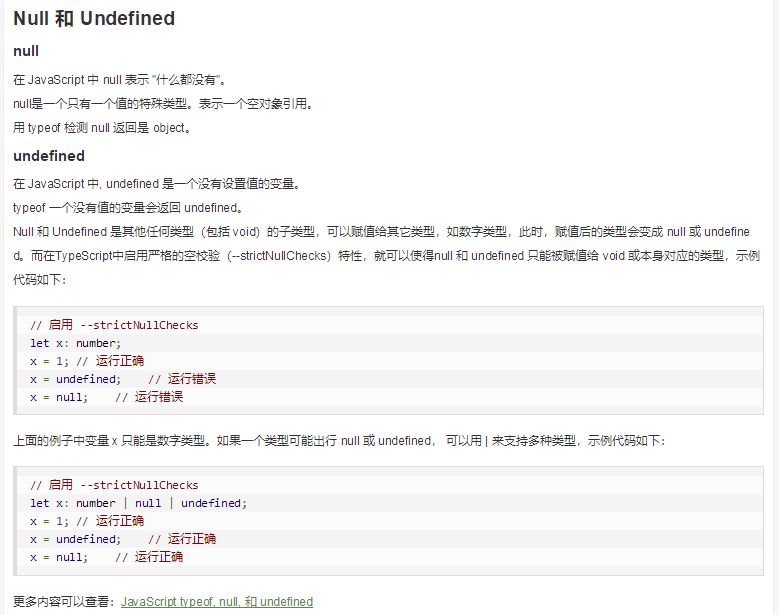 Null 和 Undefined
null
在 JavaScript 中 null 表示 "什么都没有"。
null是一个只有一个值的特殊类型。表示一个空对象引用。
用 typeof 检测 null 返回是 object。
undefined
在 JavaScript 中, undefined 是一个没有设置值的变量。
typeof 一个没有值的变量会返回 undefined。
Null 和 Undefined 是其他任何类型（包括 void）的子类型，可以赋值给其它类型，如数字类型，此时，赋值后的类型会变成 null 或 undefine
d。而在TypeScript中启用严格的空校验（--strictNullChecks）特性，就可以使得null 和 undefined 只能被赋值给 void 或本身对应的类型，示例
代码如下：
// 启用 --strictNullChecks
let x: number;
x = 1; // 运行正确
x = undefined;    // 运行错误
x = null;    // 运行错误
上面的例子中变量 x 只能是数字类型。如果一个类型可能出行 null 或 undefined， 可以用 | 来支持多种类型，示例代码如下：
// 启用 --strictNullChecks
let x: number | null | undefined;
x = 1; // 运行正确
x = undefined;    // 运行正确
x = null;    // 运行正确
更多内容可以查看：JavaScript typeof, null, 和 undefined